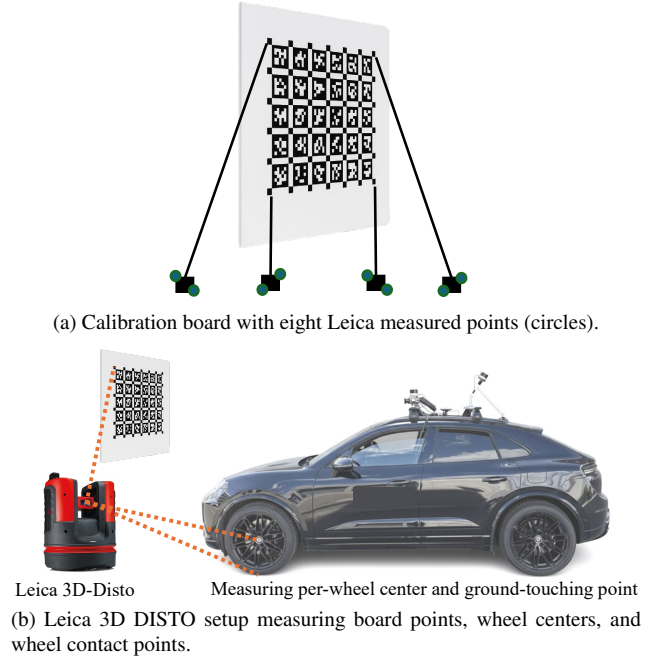 (a) Calibration board with eight Leica measured points (circles).
Leica 3D-Disto
Measuring per-wheel center and ground-touching point
(b) Leica 3D DISTO setup measuring board points, wheel centers, and
wheel contact points.